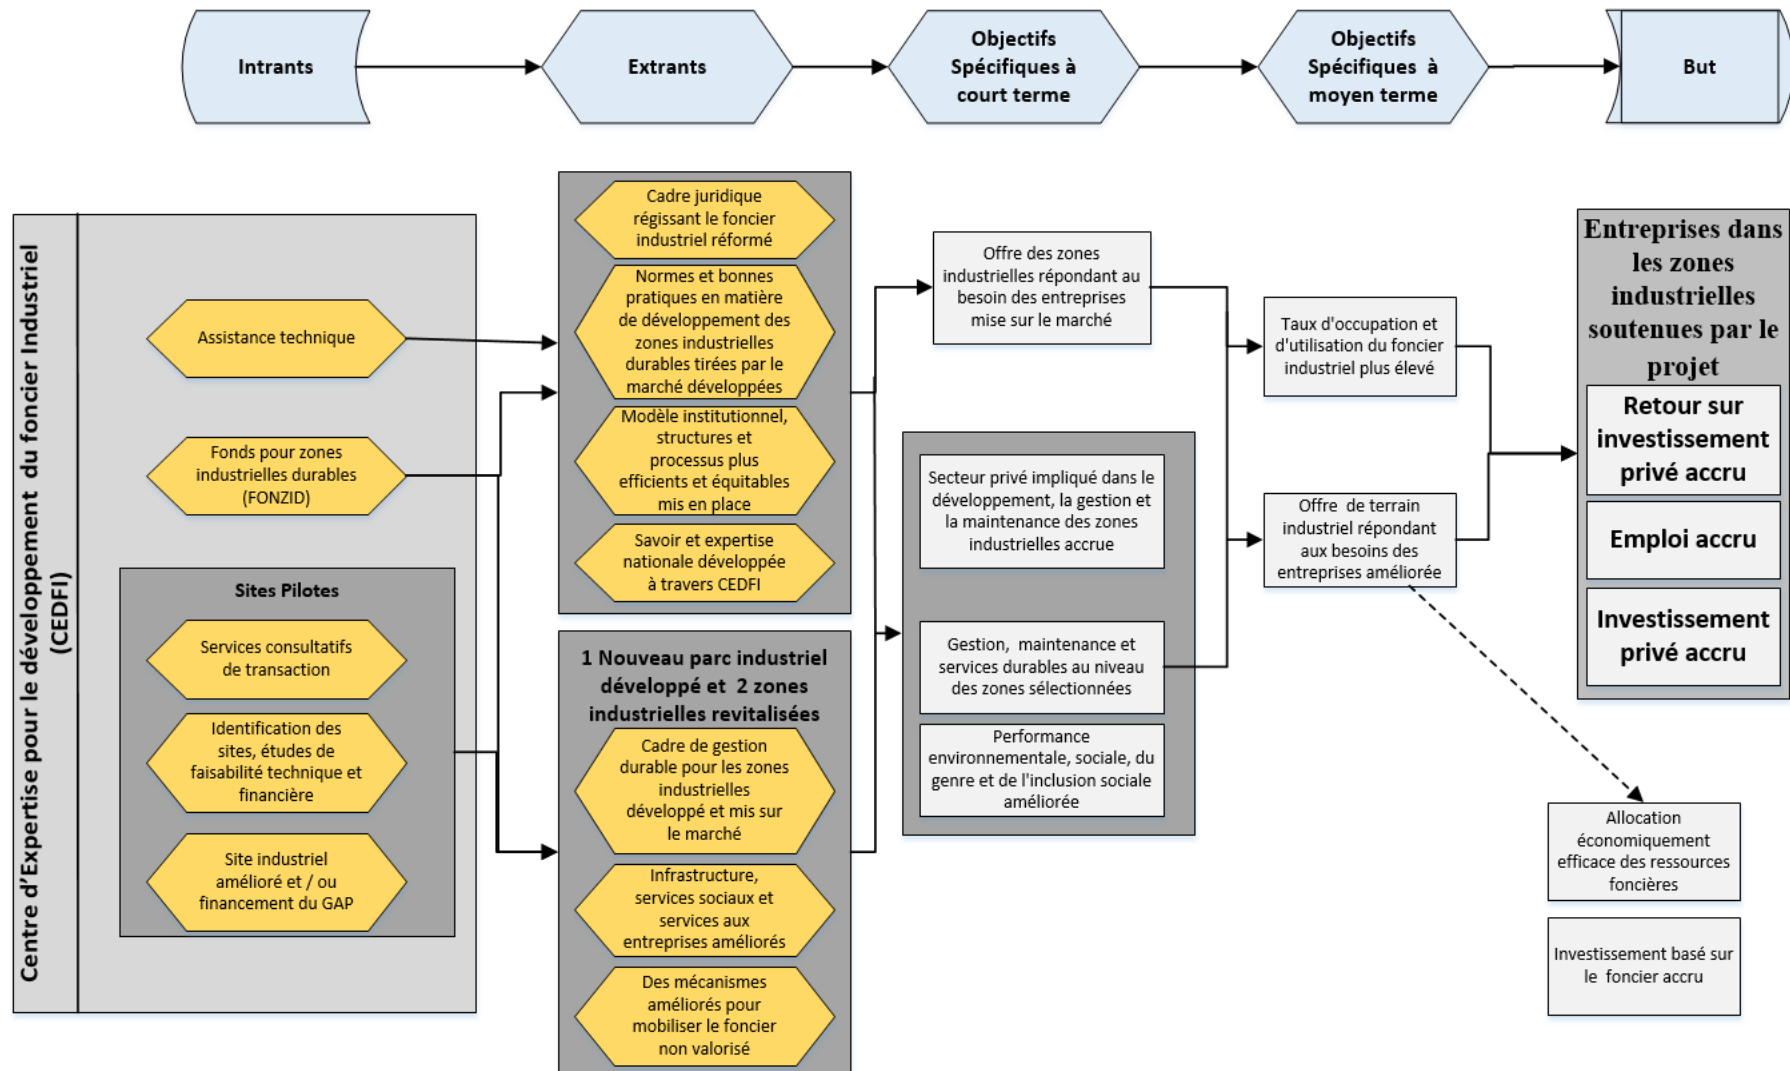 Intrants
Extrants
Objectifs
Spécifiques à
court terme
Objectifs
Spécifiques à
moyen terme
But
Centre d'Expertise pour le développement du foncier Industriel
(CEDFI)
Assistance technique
Fonds pour zones
industrielles durables
(FONZID)
Sites Pilotes
Services consultatifs
de transaction
Identification des
sites, études de
faisabilité technique et
financière
Site industriel
amélioré et / ou
financement du GAP
Cadre juridique
régissant le foncier
industriel réformé
Normes et bonnes
pratiques en matière
de développement des
zones industrielles
durables tirées par le
marché développées
Modèle institutionnel,
structures et
processus plus
efficients et équitables
mis en place
Savoir et expertise
nationale développée
à travers CEDFI
1 Nouveau parc industriel
développé et 2 zones
industrielles revitalisées
Cadre de gestion
durable pour les zones
industrielles
développé et mis sur
le marché
Infrastructure,
services sociaux et
services aux
entreprises améliorés
Des mécanismes
améliorés pour
mobiliser le foncier
non valorisé
Offre des zones
industrielles répondant au
besoin des entreprises
mise sur le marché
Secteur privé impliqué dans le
développement, la gestion et
la maintenance des zones
industrielles accrue
Gestion, maintenance et
services durables au niveau
des zones sélectionnées
Performance
environnementale, sociale, du
genre et de l'inclusion sociale
améliorée
Taux d'occupation et
d'utilisation du foncier
industriel plus élevé
Offre de terrain
industriel répondant
aux besoins des
entreprises améliorée
Entreprises dans
les zones
industrielles
soutenues par le
projet
Retour sur
investissement
privé accru
Emploi accru
Investissement
privé accru
Allocation
économiquement
efficace des ressources
foncières
Investissement basé sur
le foncier accru